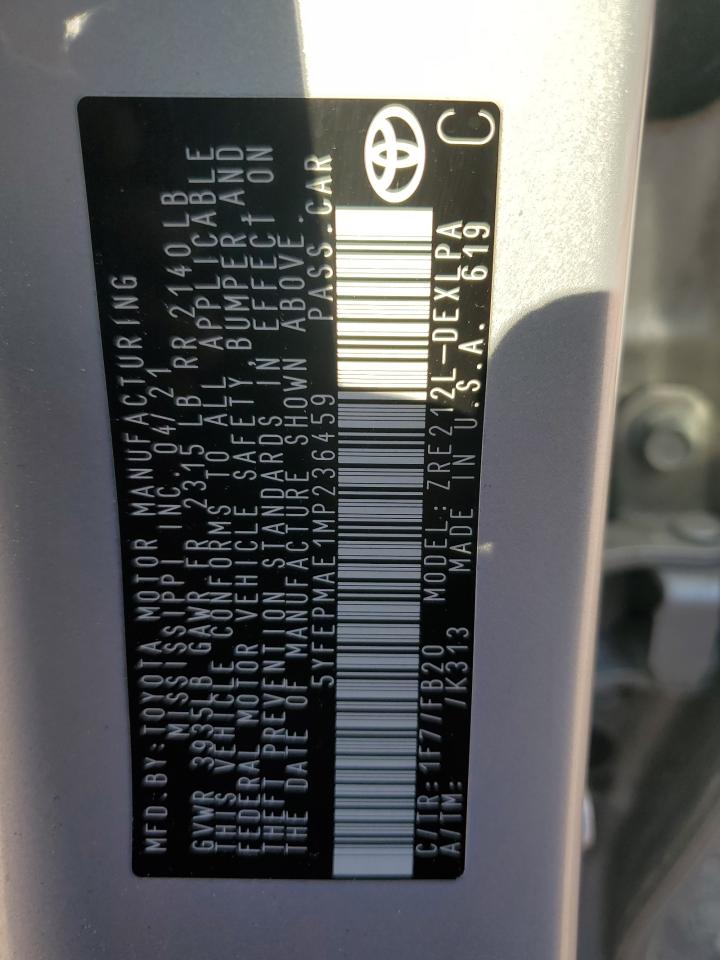 MFD.BY:TOYOTA MOTOR MANUFACTURING
MISSISSIPPI INC. 04/21
GVWR 3935LB GAWR FR 2315 LB RR 2140LB
THIS VEHICLE CONFORMS TO ALL APPLICABLE
FEDERAL MOTOR VEHICLE SAFETY, BUMPER AND
THEFT PREVENTION STANDARDS IN EFFECT ON
THE DATE OF MANUFACTURE SHOWN ABOVE.
5YFEPMAE1MP236459 PASS.CAR
C/TR: 1F7/FB20 MODEL: ZRE212L-DEXLPA
A/TM: /K313 MADE IN U.S.A. 619
C